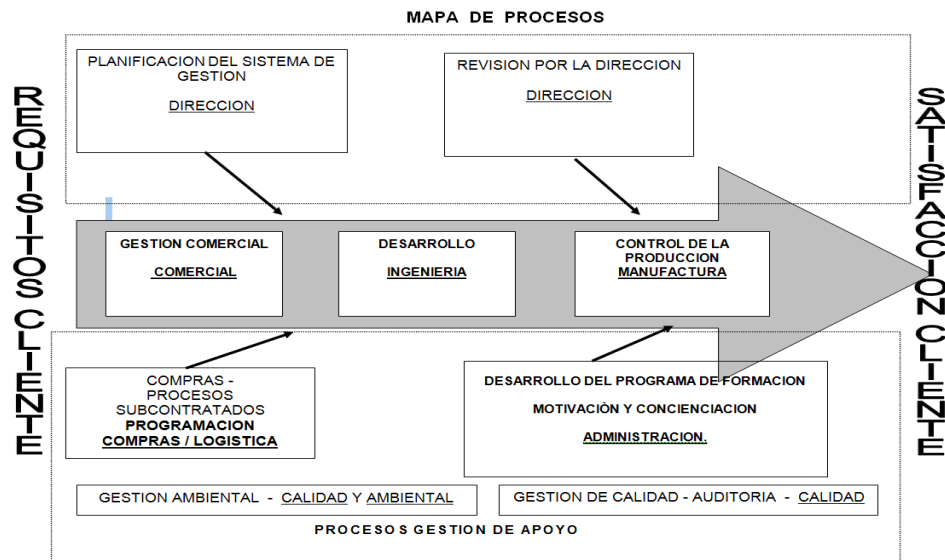 MAPA DE PROCESOS
REQUISITOS CLIENTE
PLANIFICACION DEL SISTEMA DE
GESTION
DIRECCION
REVISION POR LA DIRECCION
DIRECCION
GESTION COMERCIAL
COMERCIAL
DESARROLLO
INGENIERIA
CONTROL DE LA
PRODUCCION
MANUFACTURA
SATISFACCION CLIENTE
COMPRAS -
PROCESOS
SUBCONTRATADOS
PROGRAMACION
COMPRAS / LOGISTICA
DESARROLLO DEL PROGRAMA DE FORMACION
MOTIVACIÒN Y CONCIENCIACION
ADMINISTRACION.
GESTION AMBIENTAL - CALIDAD Y AMBIENTAL
GESTION DE CALIDAD - AUDITORIA - CALIDAD
PROCESOS GESTION DE APOYO